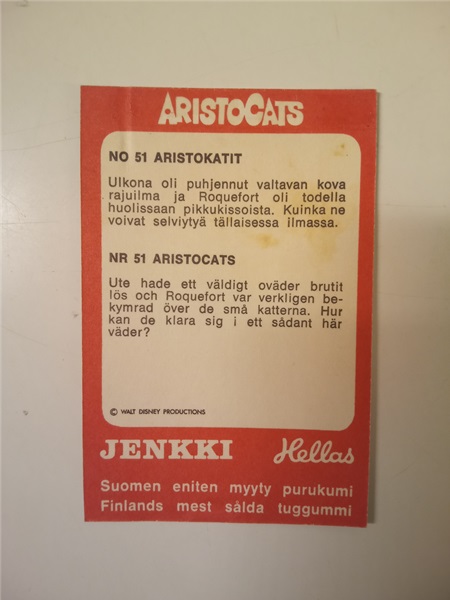 ARISTOCATS
NO 51 ARISTOKATIT
Ulkona oli puhjennut valtavan kova
rajuilma ja Roquefort oli todella
huolissaan pikkukissoista. Kuinka ne
voivat selviytyä tällaisessa ilmassa.
NR 51 ARISTOCATS
Ute hade ett väldigt oväder brutit
lös och Roquefort var verkligen be-
kymrad över de små katterna. Hur
kan de klara sig i ett sådant här
väder?
© WALT DISNEY PRODUCTIONS
JENKKI Hellas
Suomen eniten myyty purukumi
Finlands mest sålda tuggummi